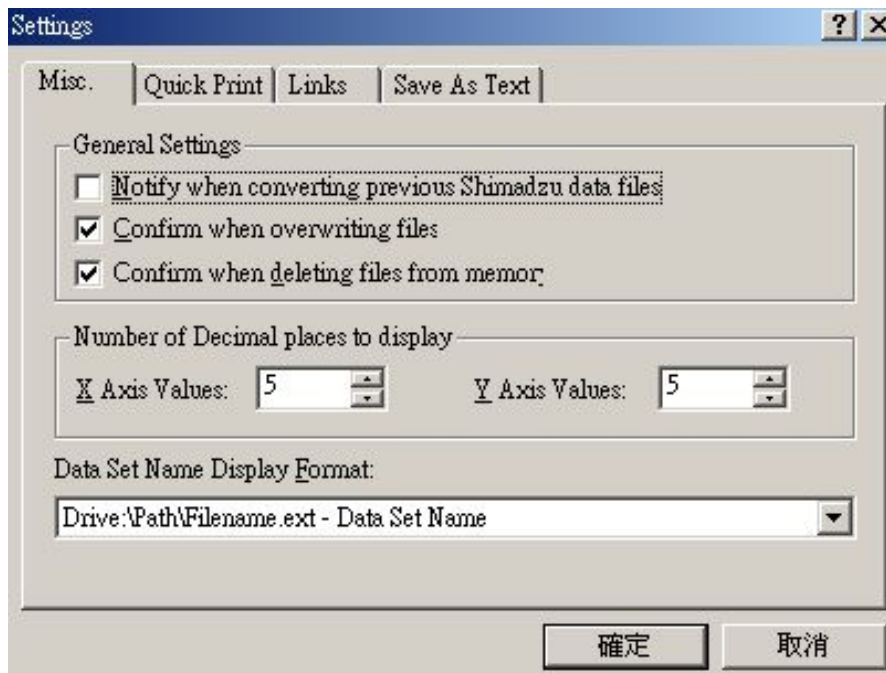 Settings
Misc. Quick Print Links Save As Text
General Settings
Notify when converting previous Shimadzu data files
Confirm when overwriting files
Confirm when deleting files from memor
Number of Decimal places to display
X Axis Values: 5 Y Axis Values: 5
Data Set Name Display Format:
Drive:\Path\Filename.ext - Data Set Name
確定 取消